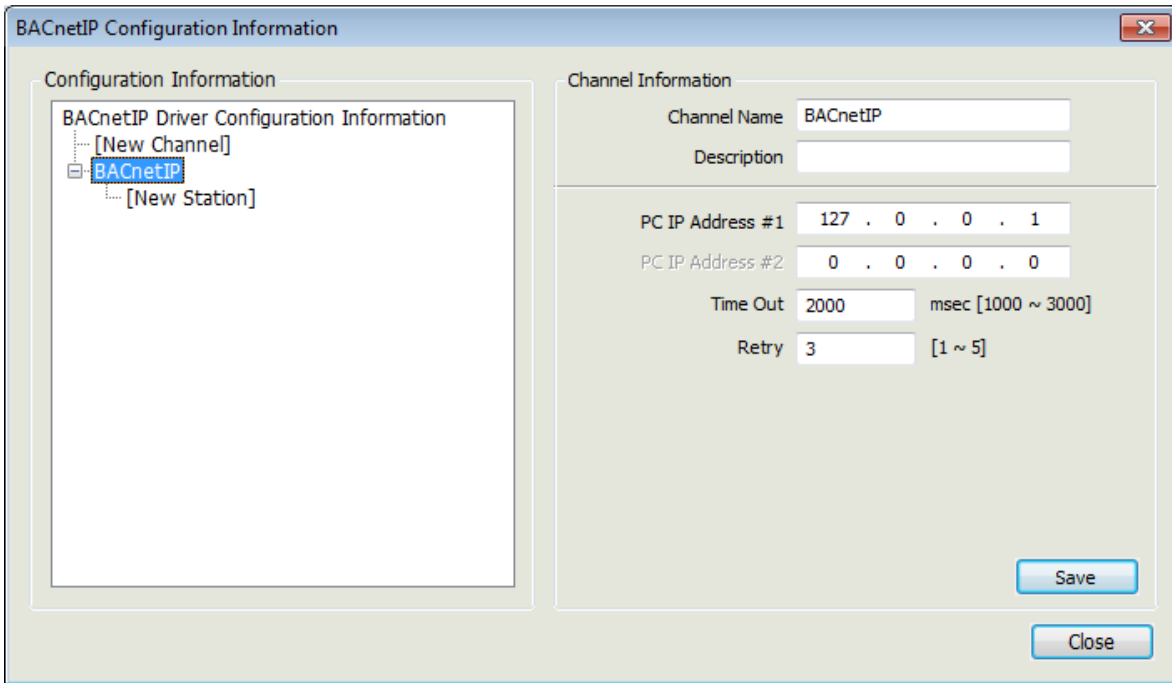 BACnetIP Configuration Information
Configuration Information
BACnetIP Driver Configuration Information
[New Channel]
BACnetIP
[New Station]
Channel Information
Channel Name BACnetIP
Description
PC IP Address #1 127 . 0 . 0 . 1
PC IP Address #2 0 . 0 . 0 . 0
Time Out 2000 msec [1000 ~ 3000]
Retry 3 [1 ~ 5]
Save
Close